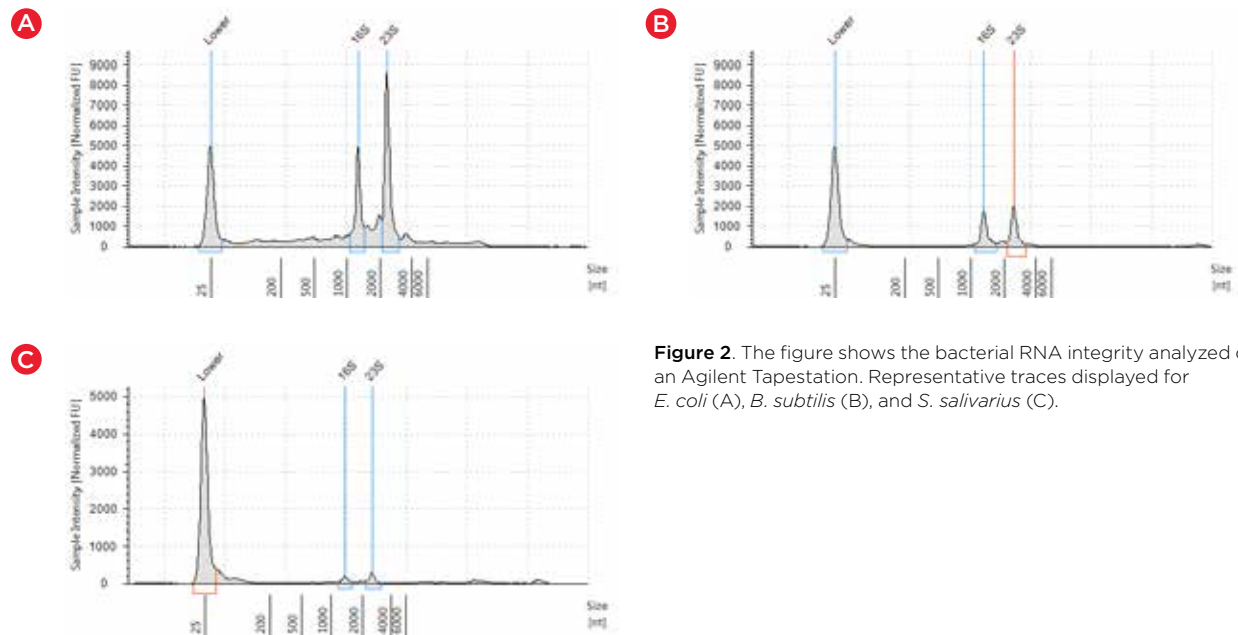 A
Lower
16S
23S
Sample Intensity [Normalized FU]
9000
8000
7000
6000
5000
4000
3000
2000
1000
0
25
200
500
1000
2000
4000
6000
Size
[nt]
B
Lower
16S
23S
Sample Intensity [Normalized FU]
9000
8000
7000
6000
5000
4000
3000
2000
1000
0
25
200
500
1000
2000
4000
6000
Size
[nt]
C
Lower
16S
23S
Sample Intensity [Normalized FU]
5000
4000
3000
2000
1000
0
25
200
500
1000
2000
4000
6000
Size
[nt]
Figure 2. The figure shows the bacterial RNA integrity analyzed
an Agilent Tapestation. Representative traces displayed for
E. coli (A), B. subtilis (B), and S. salivarius (C).